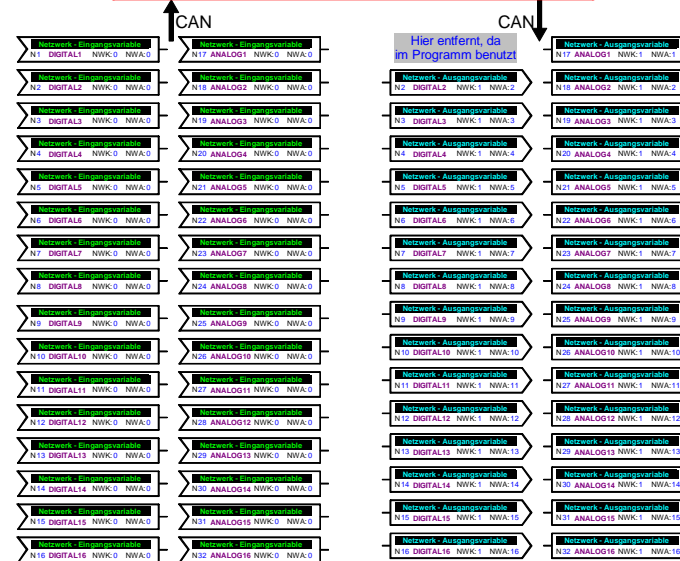 CAN
CAN
Netzwerk - Eingangsvariable
N1 DIGITAL1 NWK:0 NWA:0
Netzwerk - Eingangsvariable
N2 DIGITAL2 NWK:0 NWA:0
Netzwerk - Eingangsvariable
N3 DIGITAL3 NWK:0 NWA:0
Netzwerk - Eingangsvariable
N4 DIGITAL4 NWK:0 NWA:0
Netzwerk - Eingangsvariable
N5 DIGITAL5 NWK:0 NWA:0
Netzwerk - Eingangsvariable
N6 DIGITAL6 NWK:0 NWA:0
Netzwerk - Eingangsvariable
N7 DIGITAL7 NWK:0 NWA:0
Netzwerk - Eingangsvariable
N8 DIGITAL8 NWK:0 NWA:0
Netzwerk - Eingangsvariable
N9 DIGITAL9 NWK:0 NWA:0
Netzwerk - Eingangsvariable
N10 DIGITAL10 NWK:0 NWA:0
Netzwerk - Eingangsvariable
N11 DIGITAL11 NWK:0 NWA:0
Netzwerk - Eingangsvariable
N12 DIGITAL12 NWK:0 NWA:0
Netzwerk - Eingangsvariable
N13 DIGITAL13 NWK:0 NWA:0
Netzwerk - Eingangsvariable
N14 DIGITAL14 NWK:0 NWA:0
Netzwerk - Eingangsvariable
N15 DIGITAL15 NWK:0 NWA:0
Netzwerk - Eingangsvariable
N16 DIGITAL16 NWK:0 NWA:0
Netzwerk - Eingangsvariable
N17 ANALOG1 NWK:0 NWA:0
Netzwerk - Eingangsvariable
N18 ANALOG2 NWK:0 NWA:0
Netzwerk - Eingangsvariable
N19 ANALOG3 NWK:0 NWA:0
Netzwerk - Eingangsvariable
N20 ANALOG4 NWK:0 NWA:0
Netzwerk - Eingangsvariable
N21 ANALOG5 NWK:0 NWA:0
Netzwerk - Eingangsvariable
N22 ANALOG6 NWK:0 NWA:0
Netzwerk - Eingangsvariable
N23 ANALOG7 NWK:0 NWA:0
Netzwerk - Eingangsvariable
N24 ANALOG8 NWK:0 NWA:0
Netzwerk - Eingangsvariable
N25 ANALOG9 NWK:0 NWA:0
Netzwerk - Eingangsvariable
N26 ANALOG10 NWK:0 NWA:0
Netzwerk - Eingangsvariable
N27 ANALOG11 NWK:0 NWA:0
Netzwerk - Eingangsvariable
N28 ANALOG12 NWK:0 NWA:0
Netzwerk - Eingangsvariable
N29 ANALOG13 NWK:0 NWA:0
Netzwerk - Eingangsvariable
N30 ANALOG14 NWK:0 NWA:0
Netzwerk - Eingangsvariable
N31 ANALOG15 NWK:0 NWA:0
Netzwerk - Eingangsvariable
N32 ANALOG16 NWK:0 NWA:0
Hier entfernt, da
im Programm benutzt
Netzwerk - Ausgangsvariable
N2 DIGITAL2 NWK:1 NWA:2
Netzwerk - Ausgangsvariable
N3 DIGITAL3 NWK:1 NWA:3
Netzwerk - Ausgangsvariable
N4 DIGITAL4 NWK:1 NWA:4
Netzwerk - Ausgangsvariable
N5 DIGITAL5 NWK:1 NWA:5
Netzwerk - Ausgangsvariable
N6 DIGITAL6 NWK:1 NWA:6
Netzwerk - Ausgangsvariable
N7 DIGITAL7 NWK:1 NWA:7
Netzwerk - Ausgangsvariable
N8 DIGITAL8 NWK:1 NWA:8
Netzwerk - Ausgangsvariable
N9 DIGITAL9 NWK:1 NWA:9
Netzwerk - Ausgangsvariable
N10 DIGITAL10 NWK:1 NWA:10
Netzwerk - Ausgangsvariable
N11 DIGITAL11 NWK:1 NWA:11
Netzwerk - Ausgangsvariable
N12 DIGITAL12 NWK:1 NWA:12
Netzwerk - Ausgangsvariable
N13 DIGITAL13 NWK:1 NWA:13
Netzwerk - Ausgangsvariable
N14 DIGITAL14 NWK:1 NWA:14
Netzwerk - Ausgangsvariable
N15 DIGITAL15 NWK:1 NWA:15
Netzwerk - Ausgangsvariable
N16 DIGITAL16 NWK:1 NWA:16
Netzwerk - Ausgangsvariable
N17 ANALOG1 NWK:1 NWA:1
Netzwerk - Ausgangsvariable
N18 ANALOG2 NWK:1 NWA:2
Netzwerk - Ausgangsvariable
N19 ANALOG3 NWK:1 NWA:3
Netzwerk - Ausgangsvariable
N20 ANALOG4 NWK:1 NWA:4
Netzwerk - Ausgangsvariable
N21 ANALOG5 NWK:1 NWA:5
Netzwerk - Ausgangsvariable
N22 ANALOG6 NWK:1 NWA:6
Netzwerk - Ausgangsvariable
N23 ANALOG7 NWK:1 NWA:7
Netzwerk - Ausgangsvariable
N24 ANALOG8 NWK:1 NWA:8
Netzwerk - Ausgangsvariable
N25 ANALOG9 NWK:1 NWA:9
Netzwerk - Ausgangsvariable
N26 ANALOG10 NWK:1 NWA:10
Netzwerk - Ausgangsvariable
N27 ANALOG11 NWK:1 NWA:11
Netzwerk - Ausgangsvariable
N28 ANALOG12 NWK:1 NWA:12
Netzwerk - Ausgangsvariable
N29 ANALOG13 NWK:1 NWA:13
Netzwerk - Ausgangsvariable
N30 ANALOG14 NWK:1 NWA:14
Netzwerk - Ausgangsvariable
N31 ANALOG15 NWK:1 NWA:15
Netzwerk - Ausgangsvariable
N32 ANALOG16 NWK:1 NWA:16